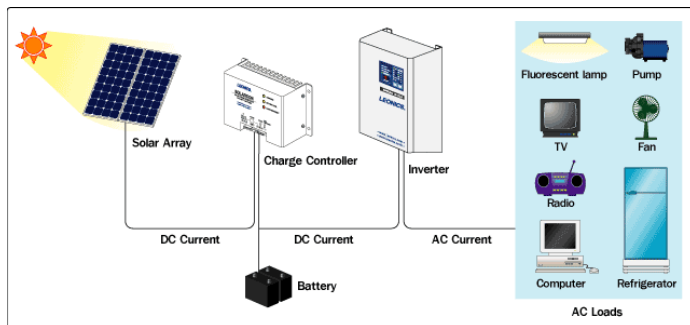 Fluorescent lamp
Pump
Solar Array
LEONICS
Charge Controller
LEONICS
Inverter
TV
Fan
Radio
DC Current
DC Current
AC Current
Battery
Computer
Refrigerator
AC Loads